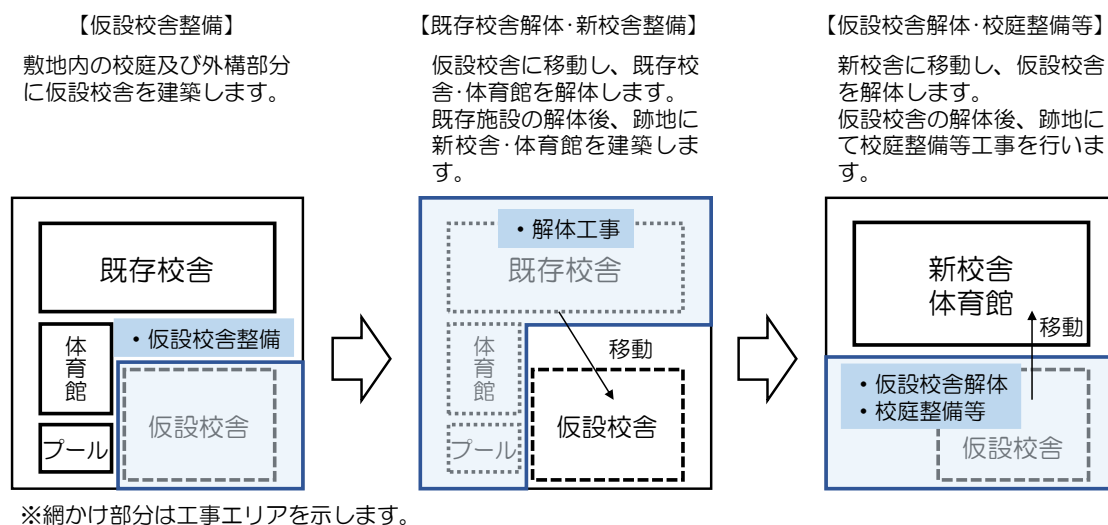 【仮設校舎整備】
敷地内の校庭及び外構部分
に仮設校舎を建築します。
既存校舎
体育館
・仮設校舎整備
仮設校舎
プール
【既存校舎解体･新校舎整備】
仮設校舎に移動し、既存校
舎･体育館を解体します。
既存施設の解体後、跡地に
新校舎･体育館を建築しま
す。
・解体工事
既存校舎
体育館
移動
仮設校舎
プール
【仮設校舎解体･校庭整備等】
新校舎に移動し、仮設校舎
を解体します。
仮設校舎の解体後、跡地に
て校庭整備等工事を行いま
す。
新校舎
体育館
移動
・仮設校舎解体
・校庭整備等
仮設校舎
※網かけ部分は工事エリアを示します。